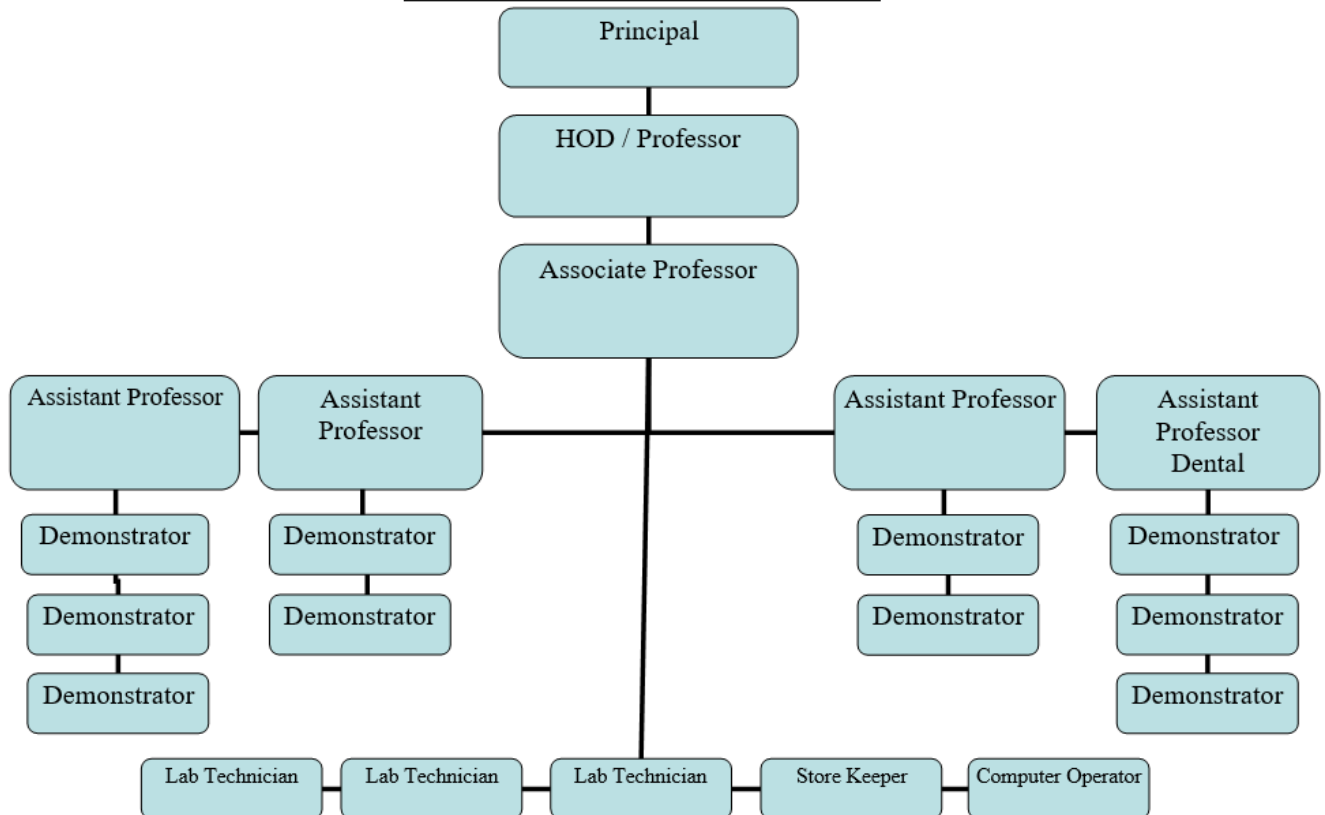 Principal
HOD / Professor
Associate Professor
Assistant Professor
Assistant
Professor
Assistant Professor
Assistant
Professor
Dental
Demonstrator
Demonstrator
Demonstrator
Demonstrator
Demonstrator
Demonstrator
Demonstrator
Demonstrator
Demonstrator
Demonstrator
Lab Technician
Lab Technician
Lab Technician
Store Keeper
Computer Operator